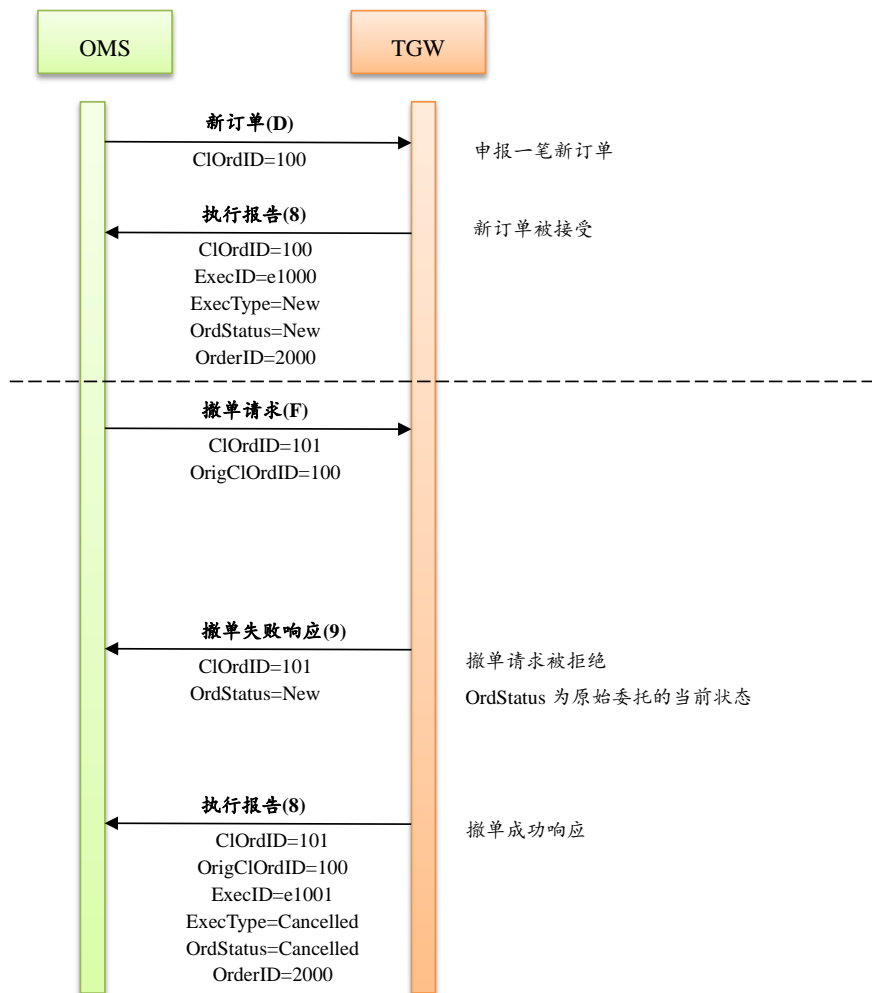 OMS
TGW
新订单(D)
ClOrdID=100
申报一笔新订单
执行报告(8)
新订单被接受
ClOrdID=100
ExecID=e1000
ExecType=New
OrdStatus=New
OrderID=2000
撤单请求(F)
ClOrdID=101
OrigClOrdID=100
撤单失败响应(9)
ClOrdID=101
撤单请求被拒绝
OrdStatus=New
OrdStatus 为原始委托的当前状态
执行报告(8)
撤单成功响应
ClOrdID=101
OrigClOrdID=100
ExecID=e1001
ExecType=Cancelled
OrdStatus=Cancelled
OrderID=2000